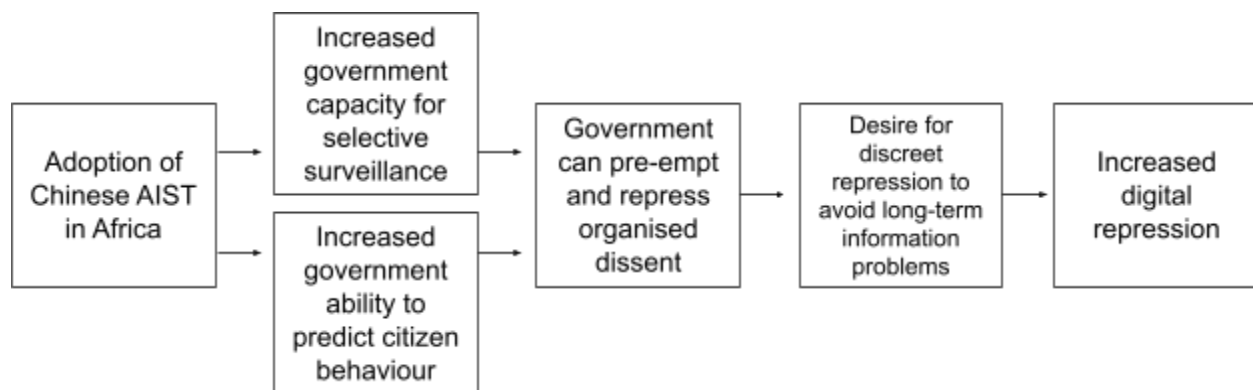 Adoption of
Chinese AIST
in Africa
Increased
government
capacity for
selective
surveillance
Increased
government
ability to
predict citizen
behaviour
Government
can pre-empt
and repress
organised
dissent
Desire for
discreet
repression to
avoid long-term
information
problems
Increased
digital
repression